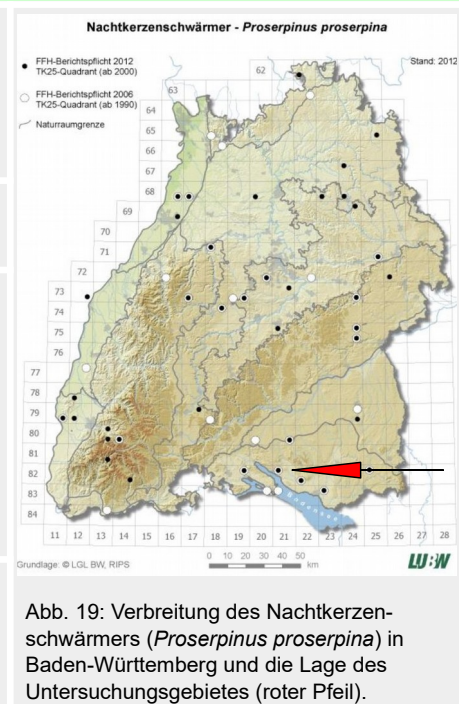 Nachtkerzenschwärmer - Proserpinus proserpina
FFH-Berichtspflicht 2012
TK25-Quadrant (ab 2000)
FFH-Berichtspflicht 2006
TK25-Quadrant (ab 1990)
Naturraumgrenze
Stand: 2012
62
63
64
65
66
67
68
69
70
71
72
73
74
75
76
77
78
79
80
81
82
83
84
11 12 13 14 15 16 17 18 19 20 21 22 23 24 25 26 27 28
Bodensee
0 10 20 30 40 50
km
Grundlage: © LGL BW, RIPS
LUBW
Abb. 19: Verbreitung des Nachtkerzen-
schwärmers (Proserpinus proserpina) in
Baden-Württemberg und die Lage des
Untersuchungsgebietes (roter Pfeil).